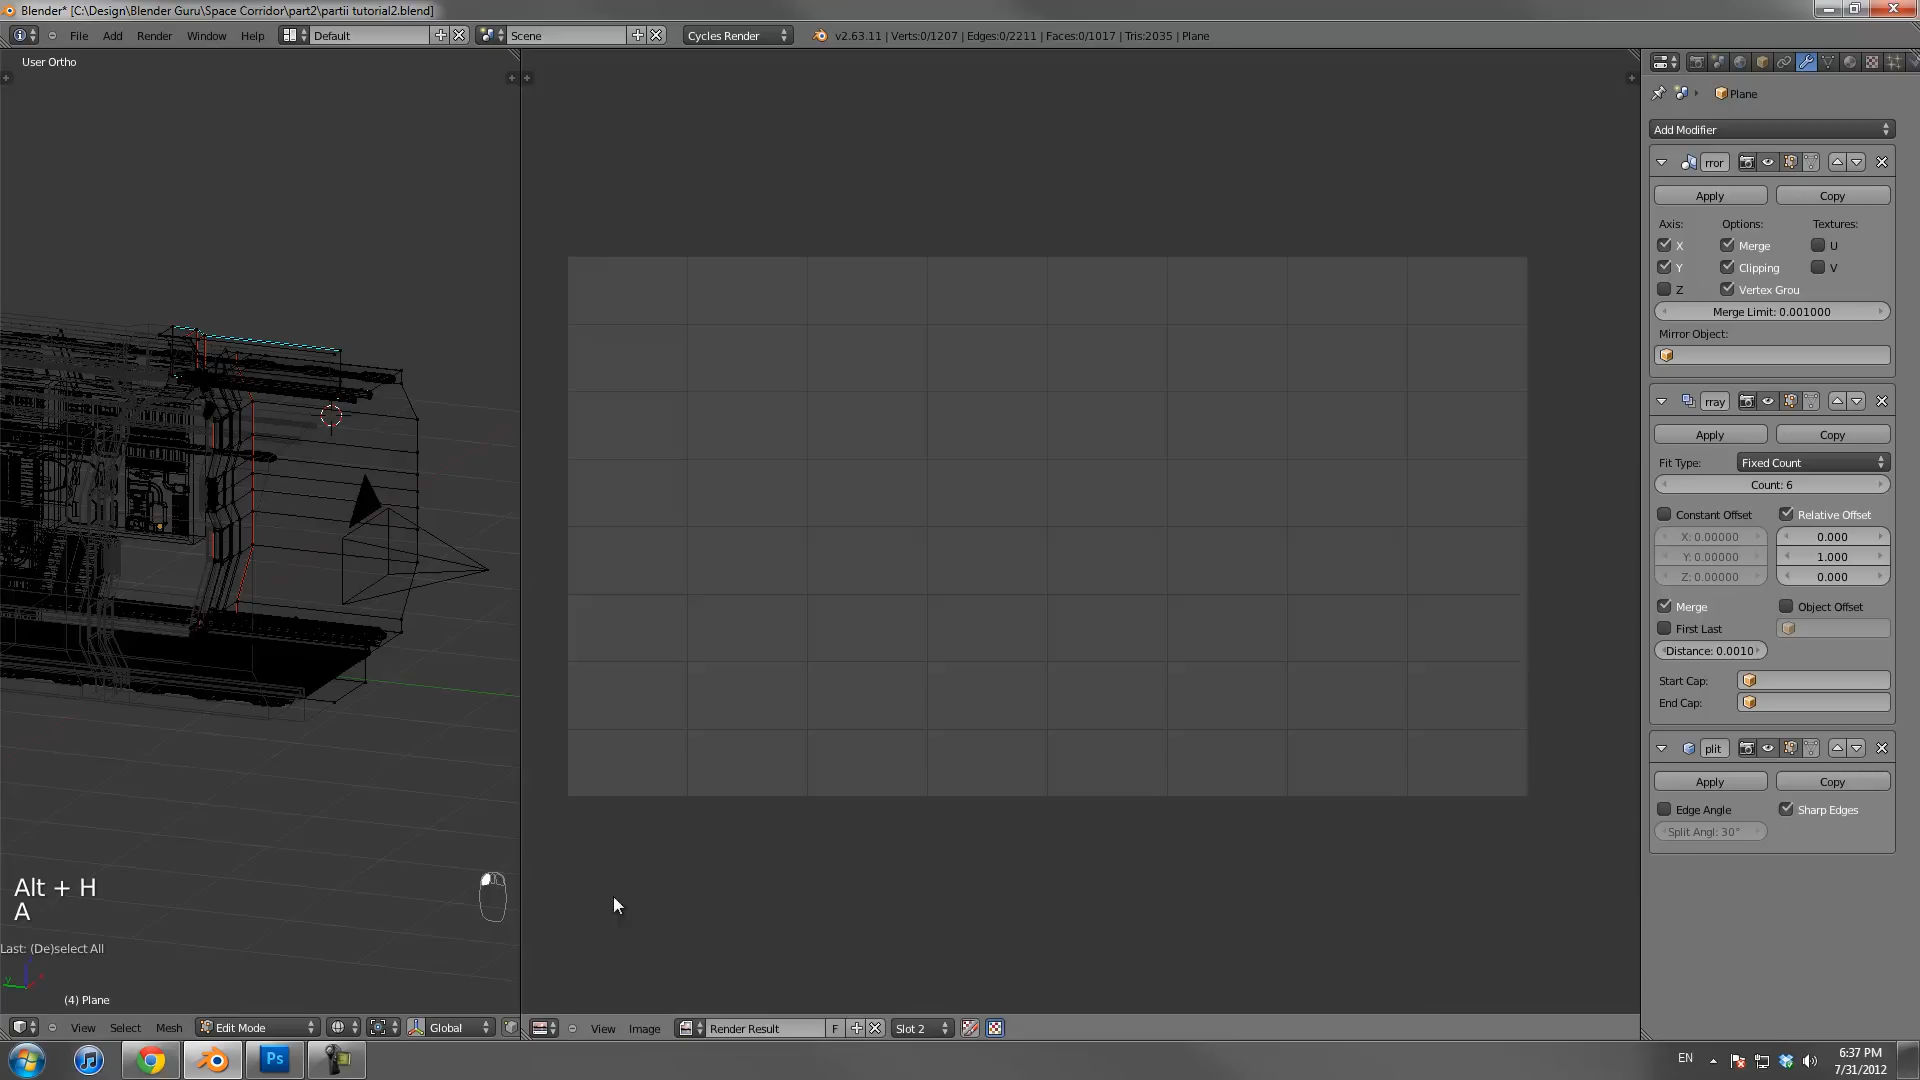 Blender* [C:\Design\Blender Guru\Space Corridor\part2\partii tutorial2.blend]
File Add Render Window Help Default Scene Cycles Render v2.63.11 | Verts:0/1207 | Edges:0/2211 | Faces:0/1017 | Tris:2035 | Plane
User Ortho
Plane
Add Modifier
rror
Apply Copy
Axis: Options: Textures:
X Merge U
Y Clipping V
Z Vertex Grou
Merge Limit: 0.001000
Mirror Object:
rray
Apply Copy
Fit Type: Fixed Count
Count: 6
Constant Offset Relative Offset
X: 0.00000 0.000
Y: 0.00000 1.000
Z: 0.00000 0.000
Merge Object Offset
First Last
Distance: 0.0010
Start Cap:
End Cap:
plit
Apply Copy
Edge Angle Sharp Edges
Split Angl: 30°
Alt + H
A
Last: (De)select All
(4) Plane
View Select Mesh Edit Mode Global
View Image Render Result F Slot 2
Ps
EN
6:37 PM
7/31/2012